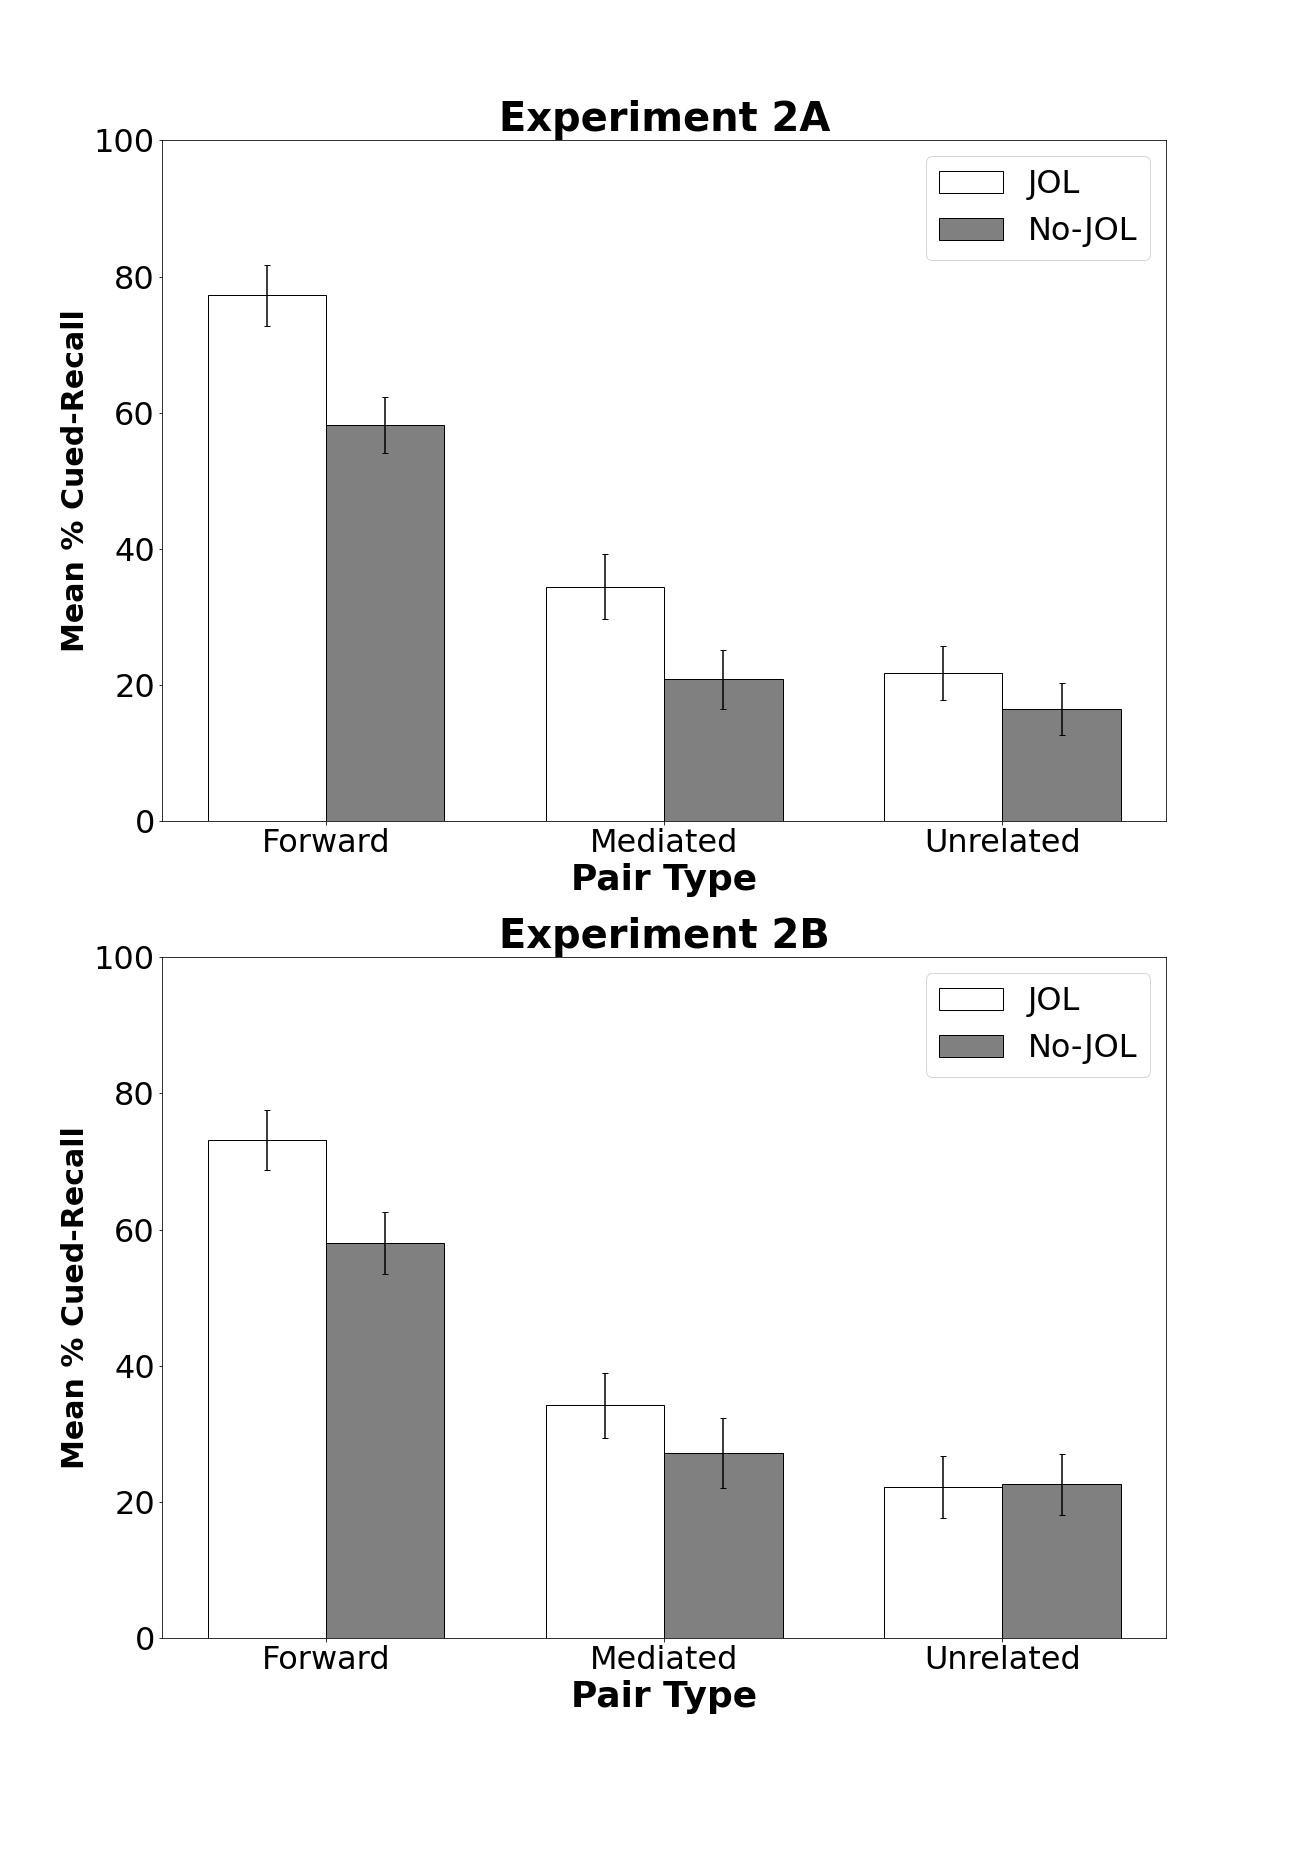 Experiment 2A
100
80
60
40
20
0
Mean % Cued-Recall
JOL
No-JOL
Forward Mediated Unrelated
Pair Type
Experiment 2B
100
80
60
40
20
0
Mean % Cued-Recall
JOL
No-JOL
Forward Mediated Unrelated
Pair Type